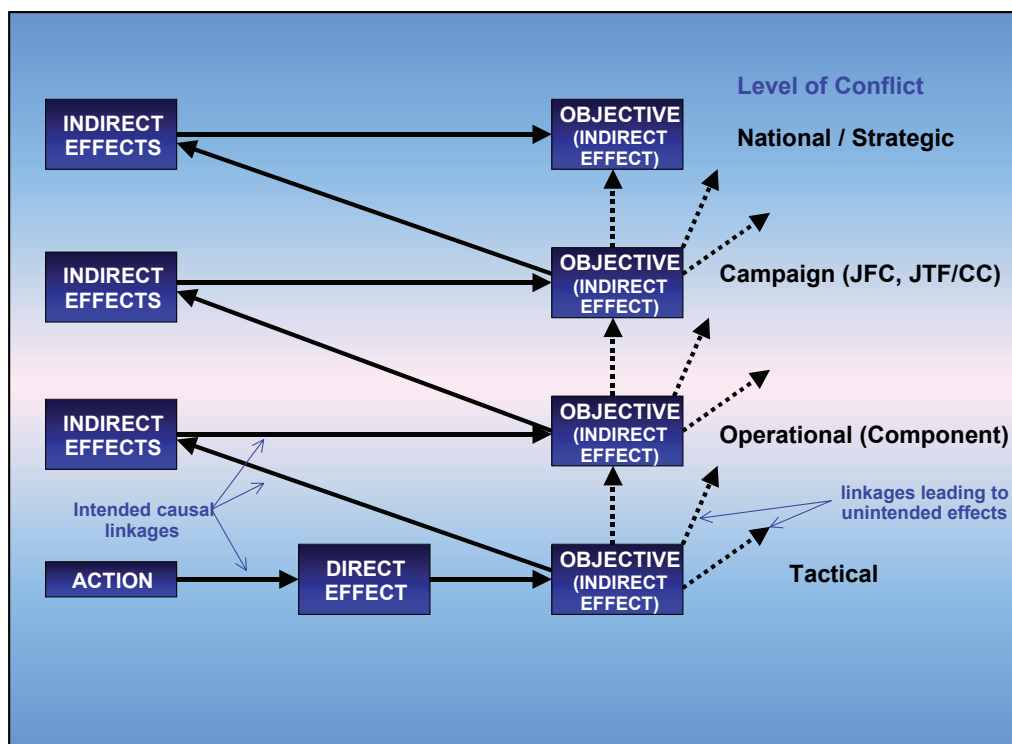 Level of Conflict
INDIRECT
EFFECTS
OBJECTIVE
(INDIRECT
EFFECT)
National / Strategic
INDIRECT
EFFECTS
OBJECTIVE
(INDIRECT
EFFECT)
Campaign (JFC, JTF/CC)
INDIRECT
EFFECTS
OBJECTIVE
(INDIRECT
EFFECT)
Operational (Component)
Intended causal
linkages
linkages leading to
unintended effects
ACTION
DIRECT
EFFECT
OBJECTIVE
(INDIRECT
EFFECT)
Tactical